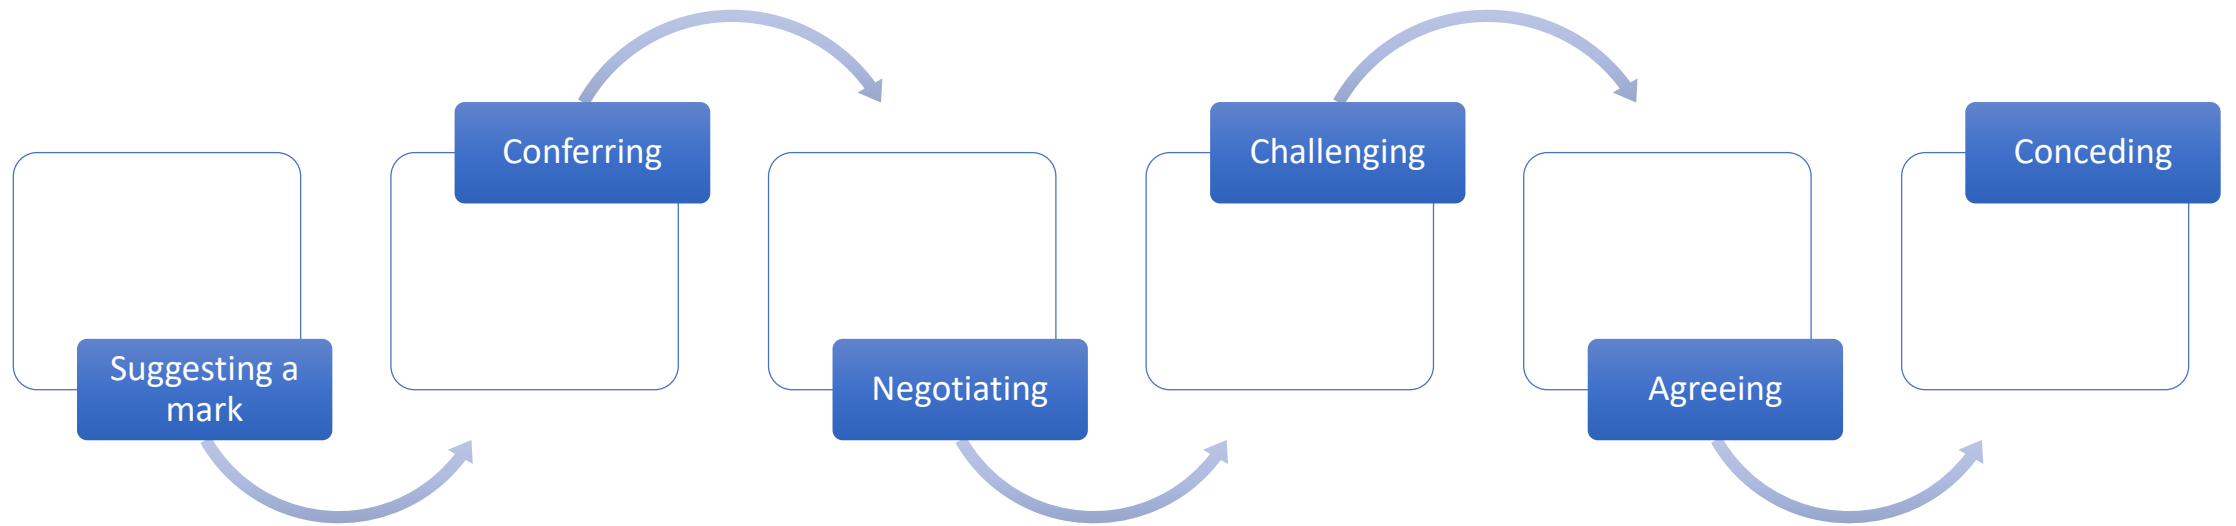 Suggesting a
mark
Conferring
Negotiating
Challenging
Agreeing
Conceding